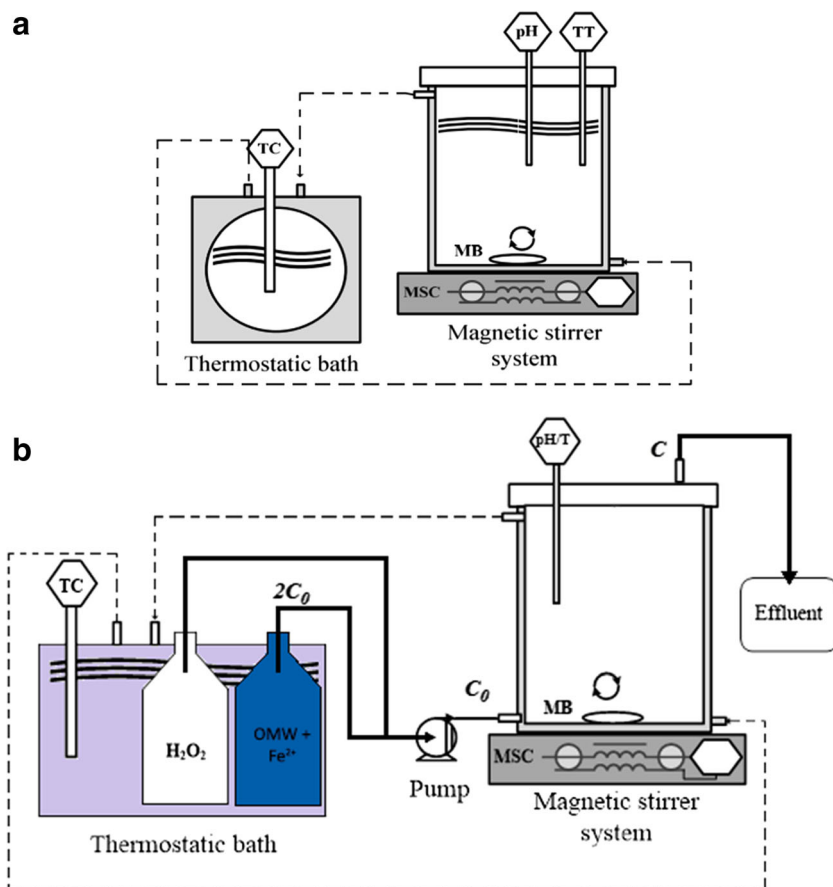 a
pH
TT
TC
MB
MSC
Thermostatic bath
Magnetic stirrer
system
b
pH/T
C
TC
2C₀
Effluent
C₀
MB
H₂O₂
OMW +
Fe²⁺
MSC
Pump
Magnetic stirrer
system
Thermostatic bath